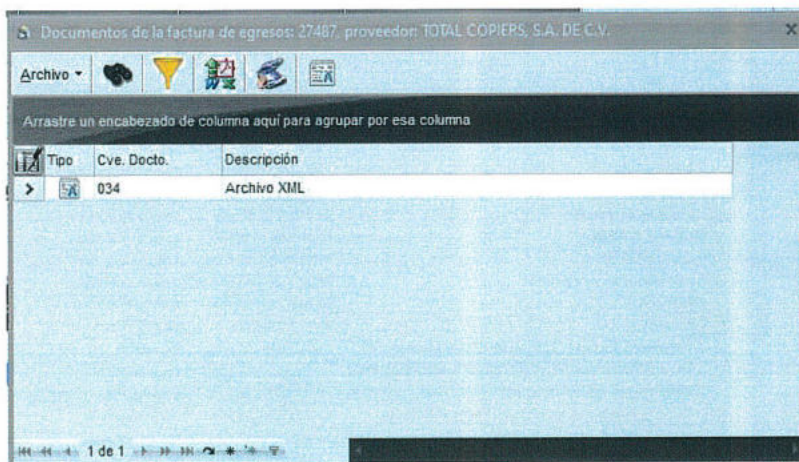 Documentos de la factura de egresos: 27487, proveedor: TOTAL COPIERS, S.A. DE C.V.
Archivo
Arrastre un encabezado de columna aquí para agrupar por esa columna
Tipo Cve. Docto. Descripción
034 Archivo XML
1 de 1